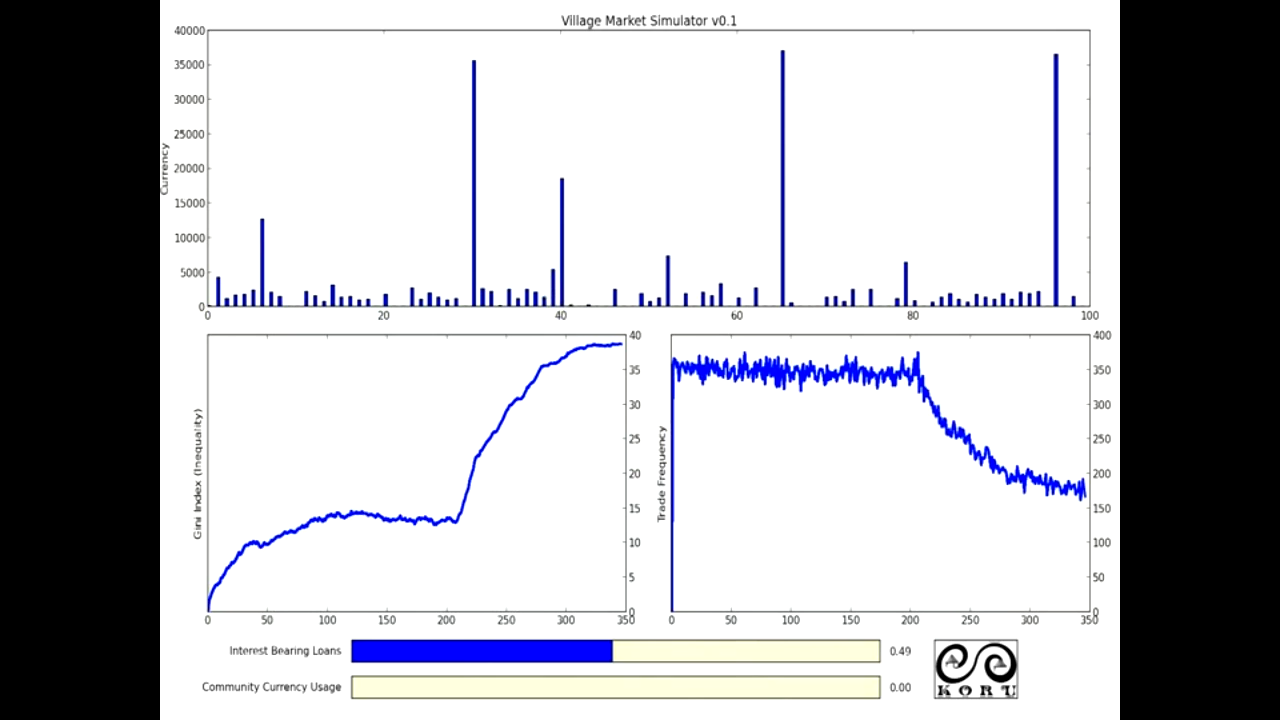 Village Market Simulator v0.1
40000
35000
30000
25000
20000
15000
10000
5000
0
Currency
0 20 40 60 80 100
40
35
30
25
20
15
10
5
0
Gini Index (Inequality)
0 50 100 150 200 250 300 350
400
350
300
250
200
150
100
50
0
Trade Frequency
0 50 100 150 200 250 300 350
Interest Bearing Loans 0.49
Community Currency Usage 0.00
KORU